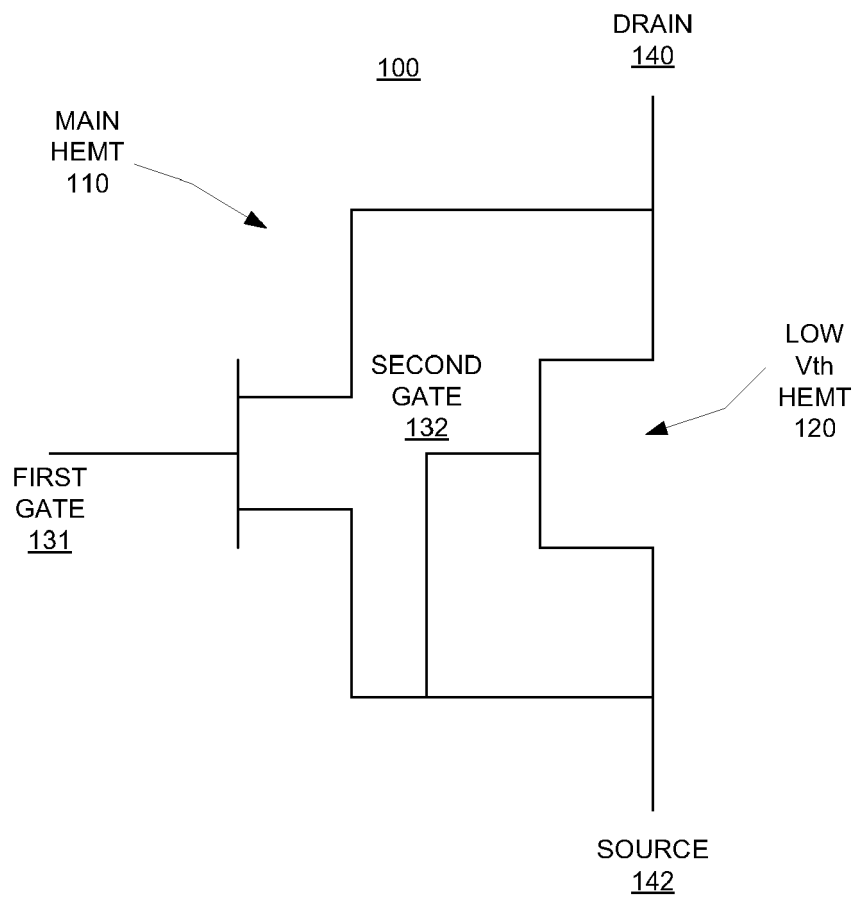 DRAIN
140
100
MAIN
HEMT
110
LOW
Vth
HEMT
120
SECOND
GATE
132
FIRST
GATE
131
SOURCE
142